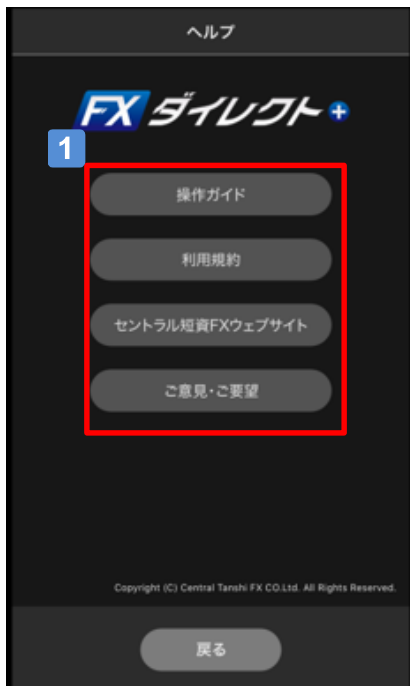 ヘルプ
FX ダイレクト+
1
操作ガイド
利用規約
セントラル短資FXウェブサイト
ご意見・ご要望
Copyright (C) Central Tanshi FX CO.Ltd. All Rights Reserved.
戻る